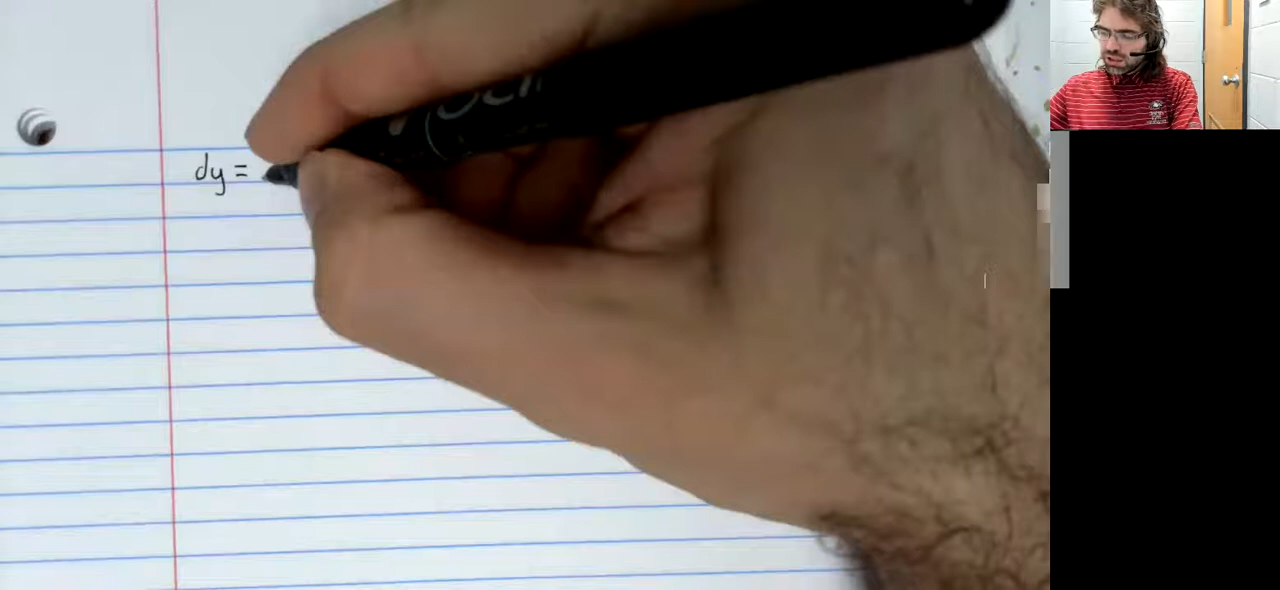 dy =